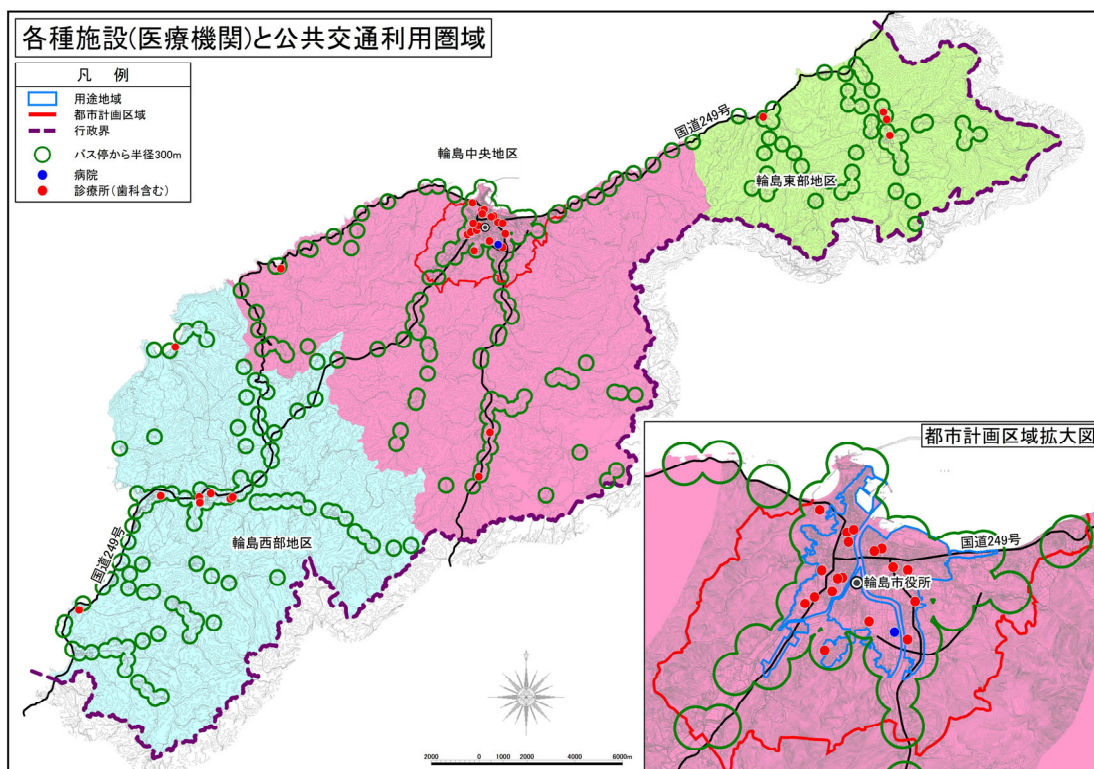 各種施設(医療機関)と公共交通利用圏域
凡 例
用途地域
都市計画区域
行政界
バス停から半径300m
病院
診療所(歯科含む)
輪島中央地区
国道249号
輪島東部地区
国道249号
輪島西部地区
都市計画区域拡大図
国道249号
輪島市役所
2000 0 1000 2000 4000 6000m